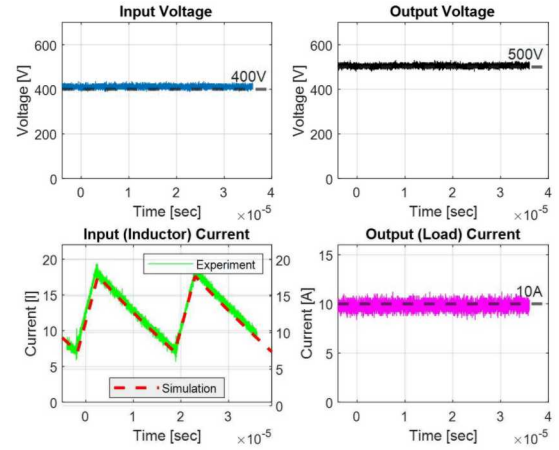 Input Voltage
Output Voltage
Voltage [V]
600
400
200
0
400V
0 1 2 3 4
Time [sec]
×10-5
Voltage [V]
600
400
200
0
500V
0 1 2 3 4
Time [sec]
×10-5
Input (Inductor) Current
Output (Load) Current
Current [I]
20
15
10
5
0
Experiment
Simulation
20
15
10
5
0
0 1 2 3
Time [sec]
×10-5
Current [A]
15
10
5
0
10A
0 1 2 3 4
Time [sec]
×10-5